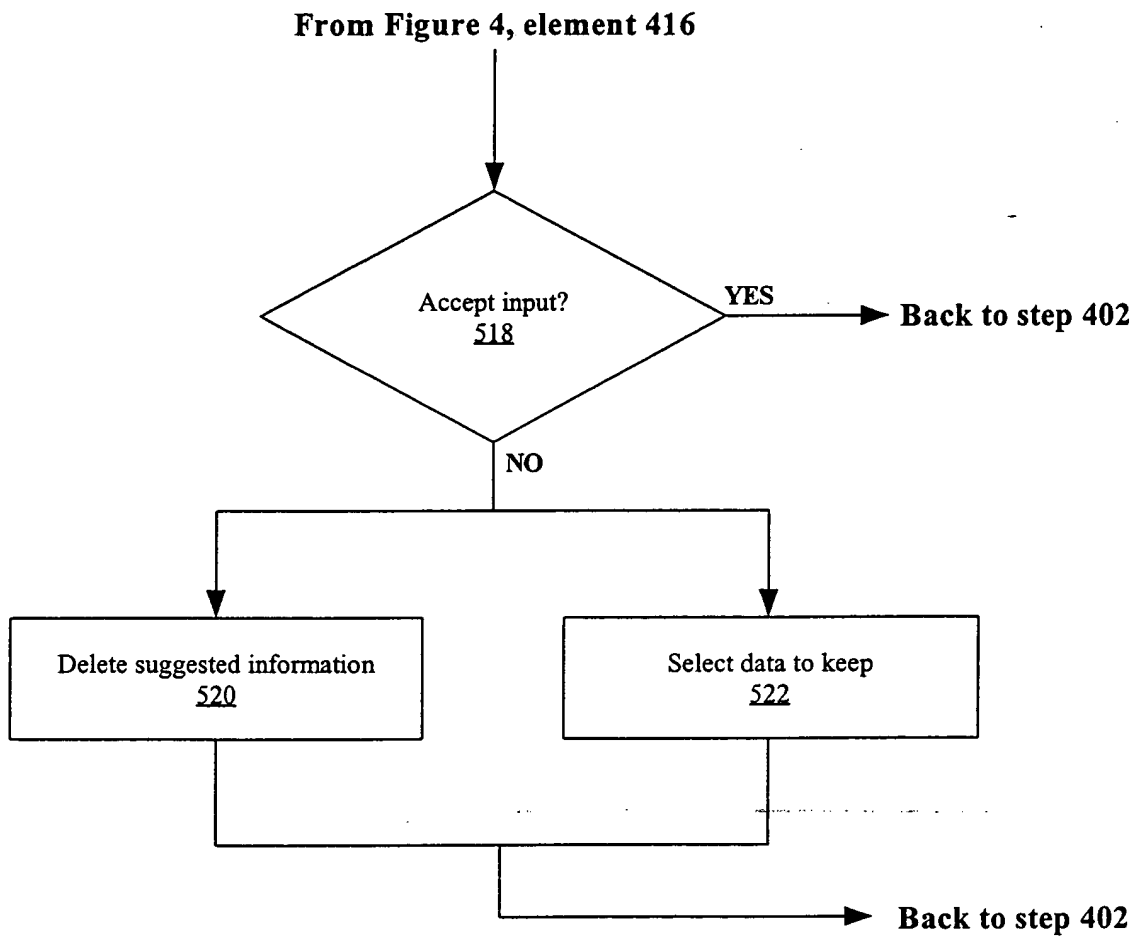 From Figure 4, element 416
Accept input?
518
YES
Back to step 402
NO
Delete suggested information
520
Select data to keep
522
Back to step 402